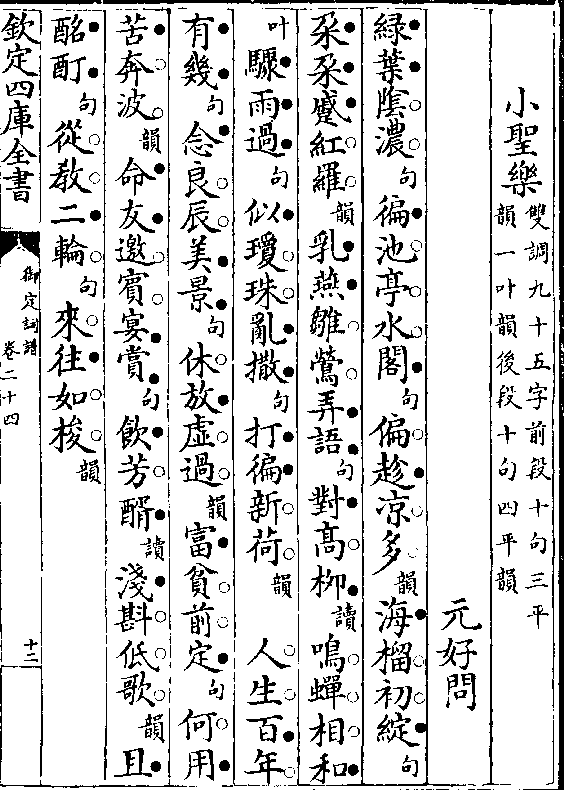 小聖樂 雙調九十五字前段十句三平
韻一叶韻後段十句四平韻
元好問
綠葉陰濃句徧池亭水閣句偏趁凉多韻海榴初綻句
朶朶蹙紅羅韻乳燕雛鶯弄語句對髙柳讀鳴蟬相和
叶驟雨過句似瓊珠亂撒句打徧新荷韻 人生百年
有幾句念良辰美景句休放虛過韻富貧前定句何用
苦奔波韻命友邀賓宴賞句飲芳醑讀淺斟低歌韻且
酩酊句從教二輪句來往如梭韻
欽定四庫全書
御定詞譜
卷二十四
十二